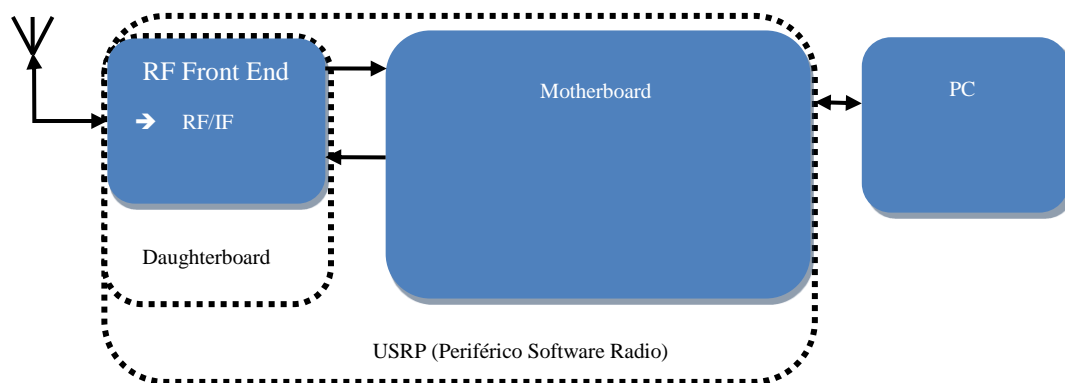 RF Front End
➔ RF/IF
Motherboard
PC
Daughterboard
USRP (Periférico Software Radio)